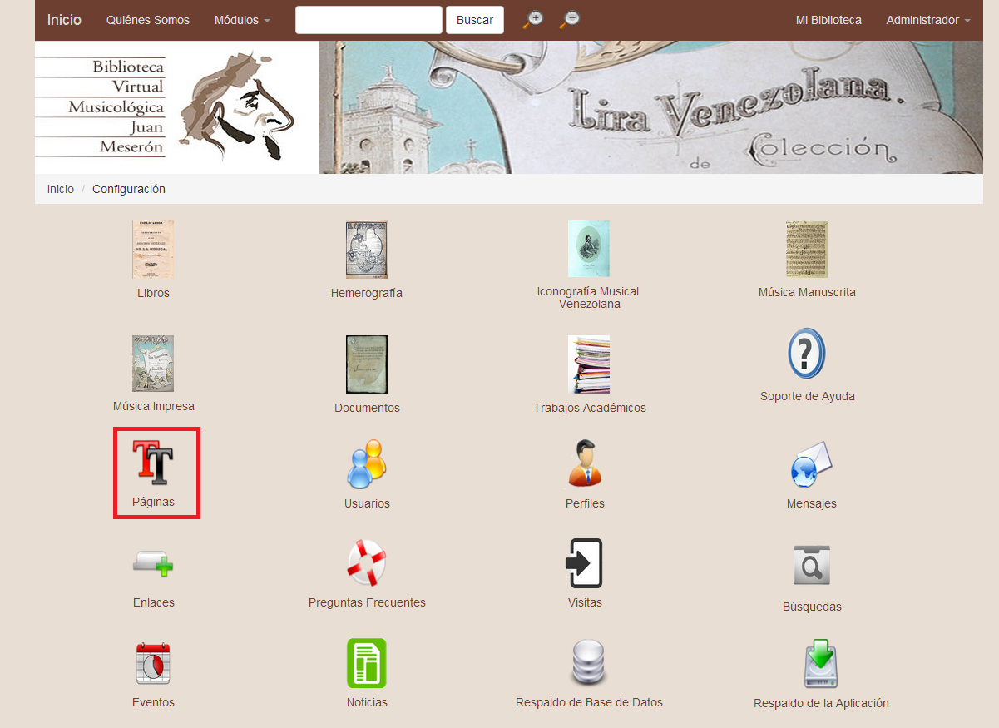 Inicio Quiénes Somos Módulos Buscar Mi Biblioteca Administrador
Biblioteca
Virtual
Musicológica
Juan
Meserón
Lira Venezolana.
de Colección
Inicio / Configuración
Libros Hemerografía Iconografía Musical Venezolana Música Manuscrita
Música Impresa Documentos Trabajos Académicos Soporte de Ayuda
Páginas Usuarios Perfiles Mensajes
Enlaces Preguntas Frecuentes Visitas Búsquedas
Eventos Noticias Respaldo de Base de Datos Respaldo de la Aplicación